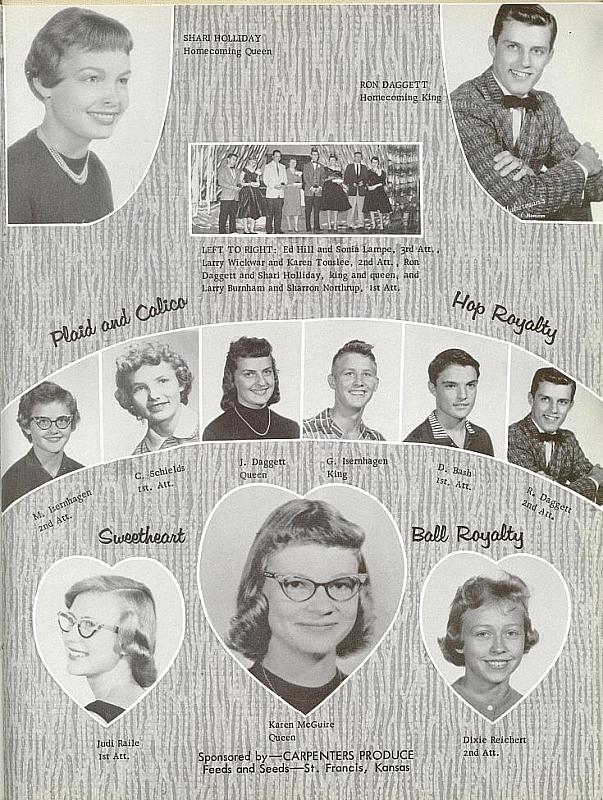 SHARI HOLLIDAY
Homecoming Queen
RON DAGGETT
Homecoming King
LEFT TO RIGHT: Ed Hill and Sonia Lampe, 3rd Att.,
Larry Wickwar and Karen Touslee, 2nd Att., Ron
Daggett and Shari Holliday, king and queen, and
Larry Burnham and Sharron Northrup, 1st Att.
Plaid and Calico
Hop Royalty
M. Isernhagen
2nd Att.
C. Schields
1st. Att.
J. Daggett
Queen
G. Isernhagen
King
D. Bash
1st. Att.
R. Daggett
2nd Att.
Sweetheart
Ball Royalty
Judi Raile
1st Att.
Karen McGuire
Queen
Dixie Reichert
2nd Att.
Sponsored by—CARPENTERS PRODUCE
Feeds and Seeds—St. Francis, Kansas